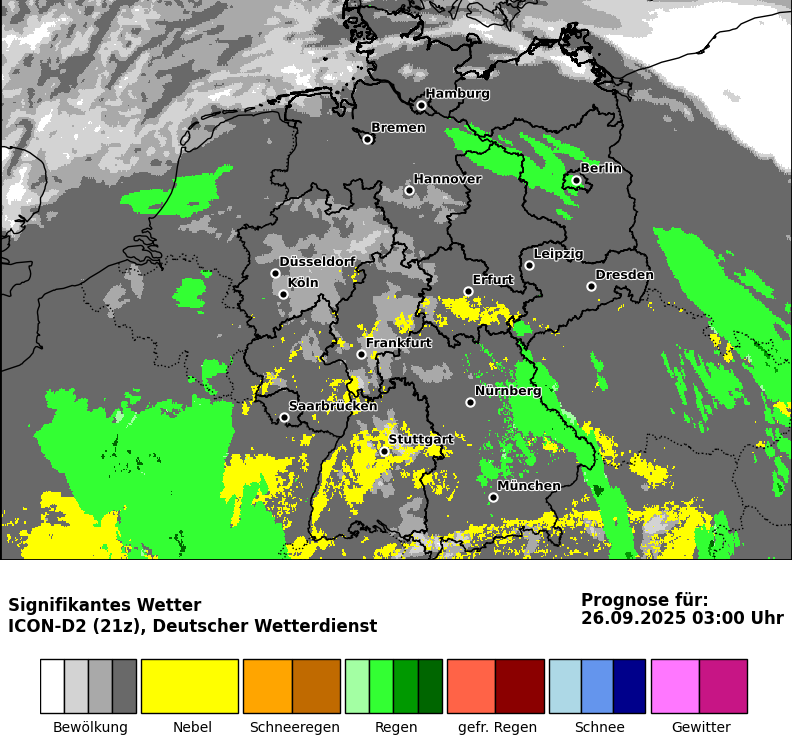 Hamburg
Bremen
Berlin
Hannover
Leipzig
Düsseldorf
Dresden
Erfurt
Köln
Frankfurt
Nürnberg
Saarbrücken
Stuttgart
München
Signifikantes Wetter
ICON-D2 (21z), Deutscher Wetterdienst
Prognose für:
26.09.2025 03:00 Uhr
Bewölkung Nebel Schneeregen Regen gefr. Regen Schnee Gewitter